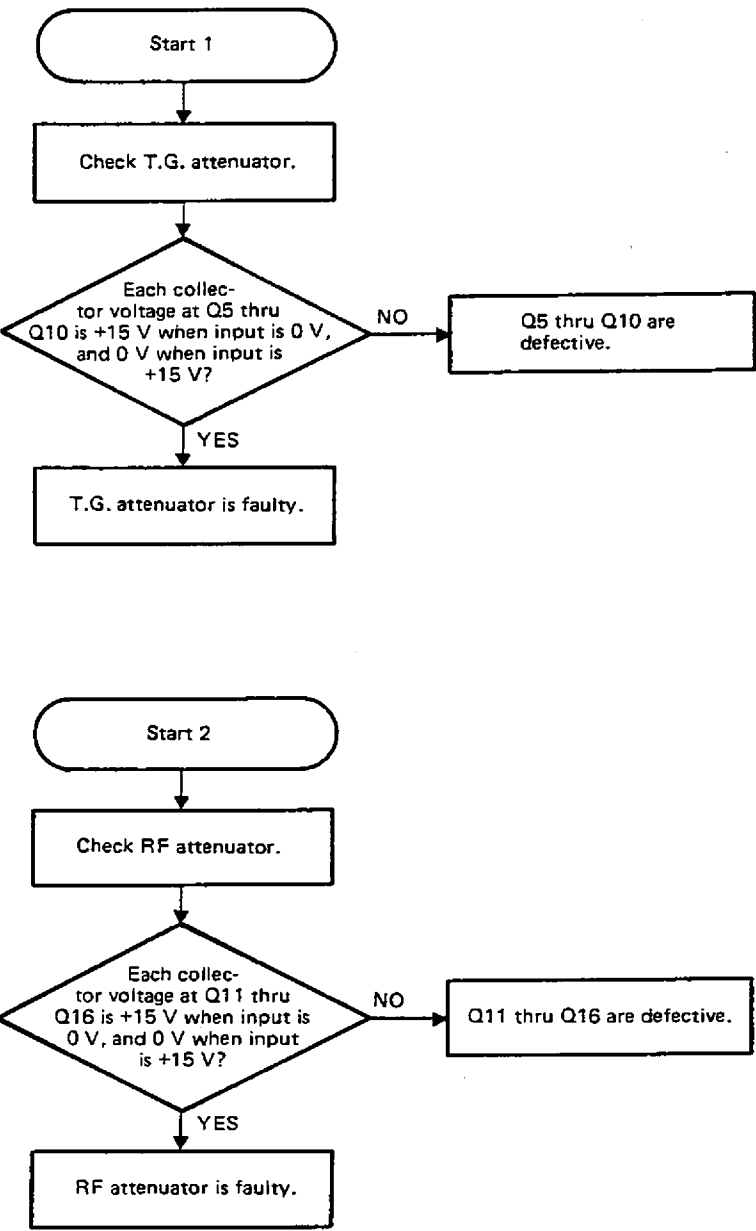 Start 1
Check T.G. attenuator.
Each collec-
tor voltage at Q5 thru
Q10 is +15 V when input is 0 V,
and 0 V when input is
+15 V?
NO
Q5 thru Q10 are
defective.
YES
T.G. attenuator is faulty.
Start 2
Check RF attenuator.
Each collec-
tor voltage at Q11 thru
Q16 is +15 V when input is
0 V, and 0 V when input
is +15 V?
NO
Q11 thru Q16 are defective.
YES
RF attenuator is faulty.